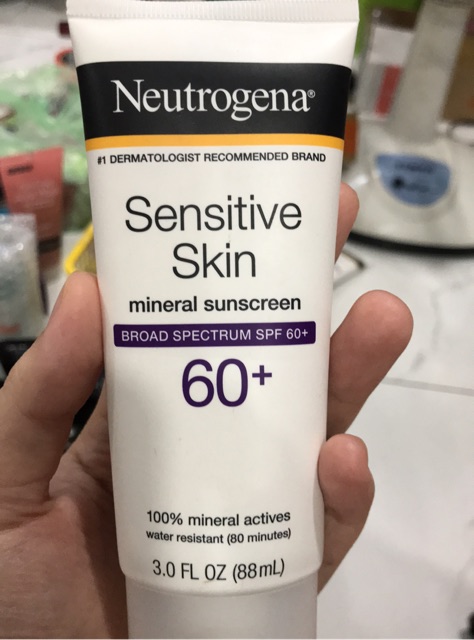 Neutrogena®
#1 DERMATOLOGIST RECOMMENDED BRAND
Sensitive
Skin
mineral sunscreen
BROAD SPECTRUM SPF 60+
60+
100% mineral actives
water resistant (80 minutes)
3.0 FL OZ (88mL)